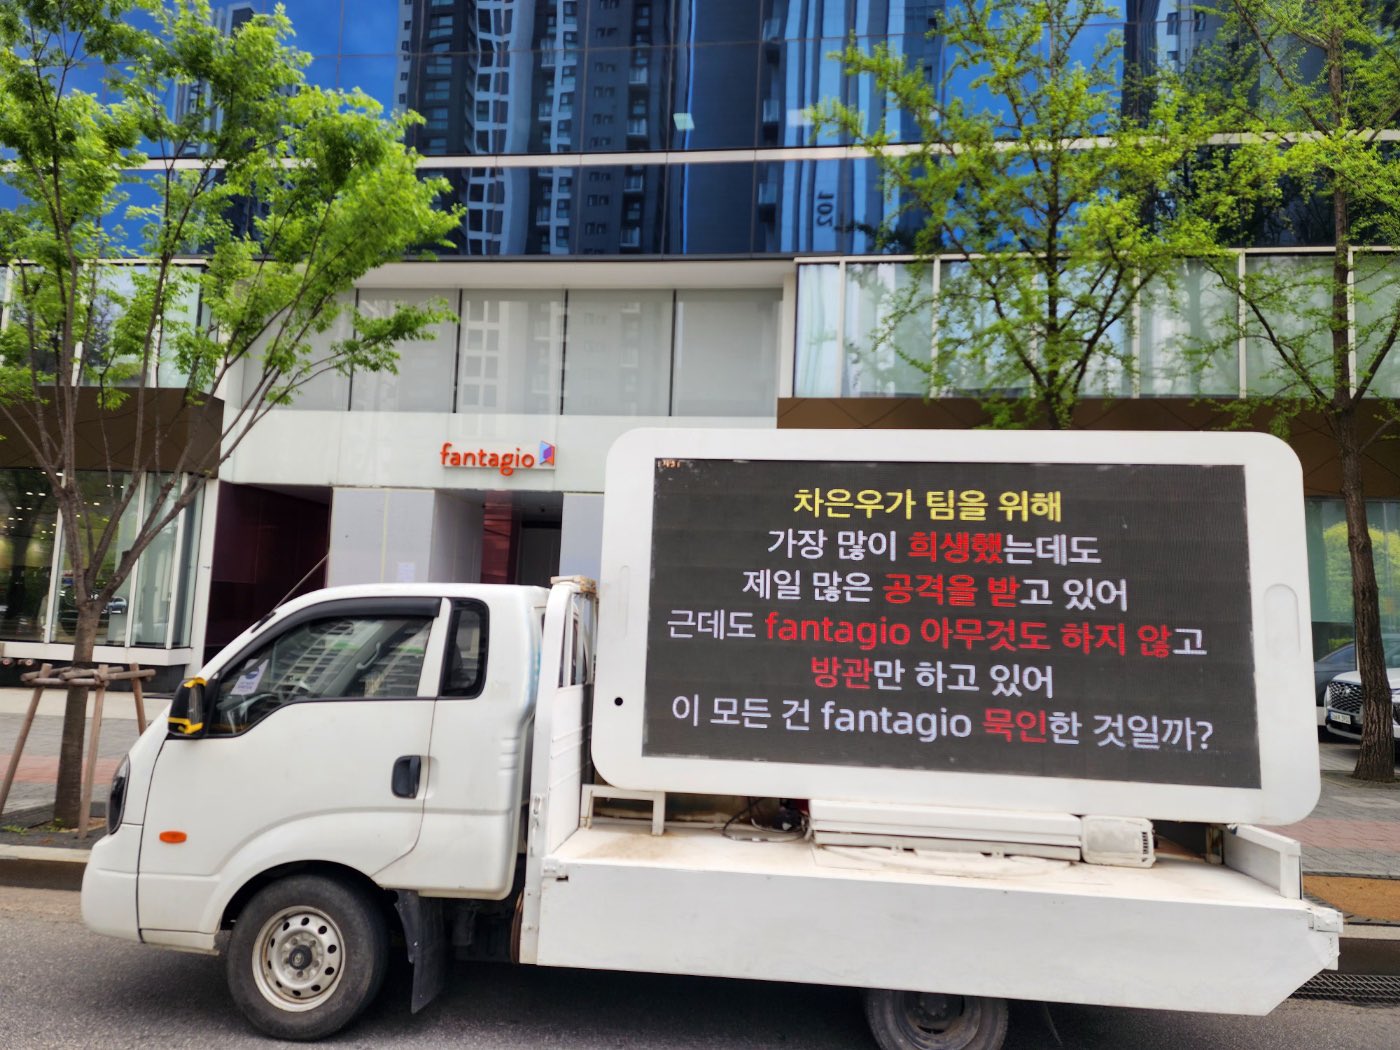 102
fantagio
차은우가 팀을 위해
가장 많이 희생했는데도
제일 많은 공격을 받고 있어
근데도 fantagio 아무것도 하지 않고
방관만 하고 있어
이 모든 건 fantagio 묵인한 것일까?